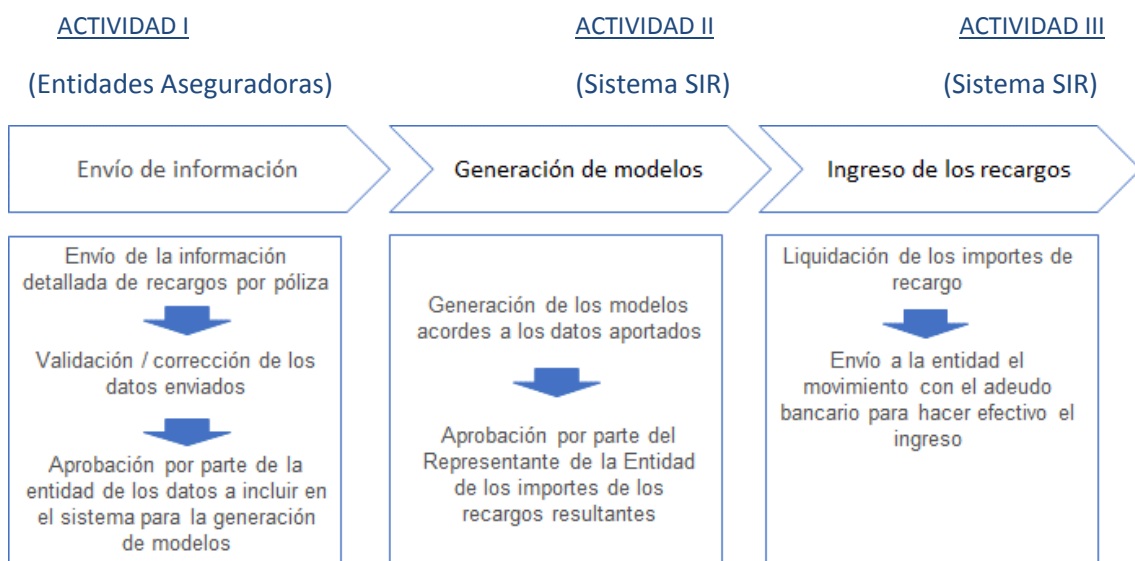 ACTIVIDAD I
ACTIVIDAD II
ACTIVIDAD III
(Entidades Aseguradoras)
(Sistema SIR)
(Sistema SIR)
Envío de información
Generación de modelos
Ingreso de los recargos
Envío de la información
detallada de recargos por póliza
Validación / corrección de los
datos enviados
Aprobación por parte de la
entidad de los datos a incluir en
el sistema para la generación
de modelos
Generación de los modelos
acordes a los datos aportados
Aprobación por parte del
Representante de la Entidad
de los importes de los
recargos resultantes
Liquidación de los importes de
recargo
Envío a la entidad el
movimiento con el adeudo
bancario para hacer efectivo el
ingreso